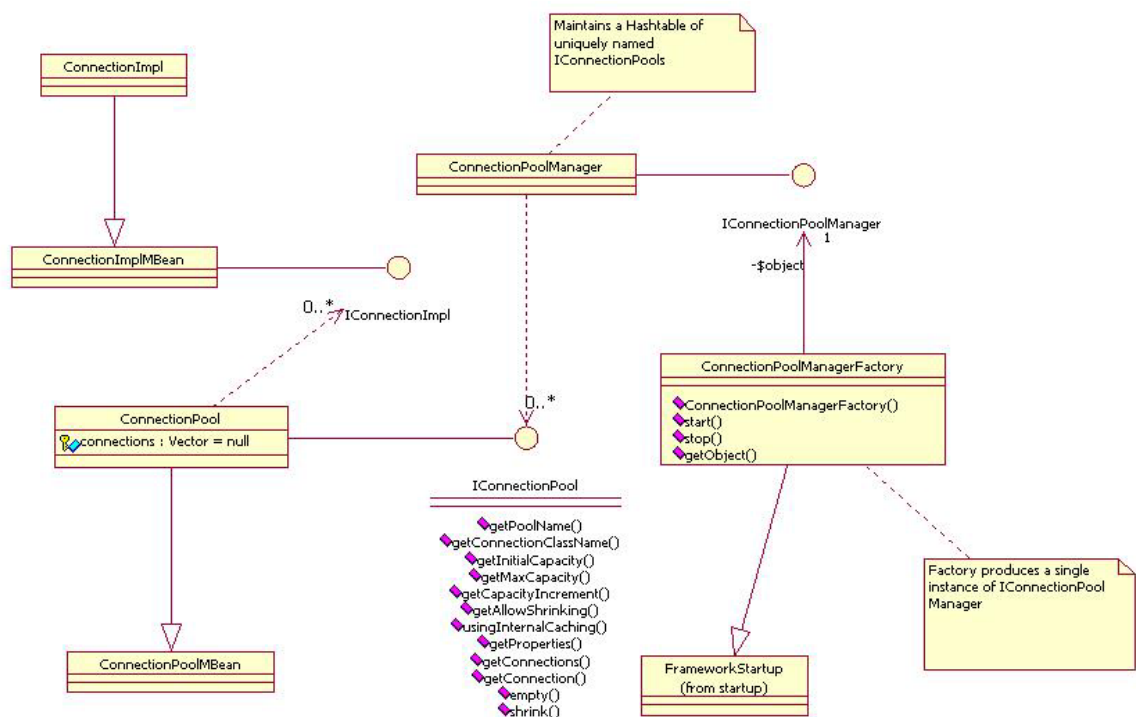 Maintains a Hashtable of
uniquely named
IConnectionPools
ConnectionImpl
ConnectionPoolManager
IConnectionPoolManager
1
-$object
ConnectionImplMBean
0..*
IConnectionImpl
ConnectionPoolManagerFactory
ConnectionPoolManagerFactory()
start()
stop()
getObject()
0..*
ConnectionPool
connections : Vector = null
IConnectionPool
getPoolName()
getConnectionClassName()
getInitialCapacity()
getMaxCapacity()
getCapacityIncrement()
getAllowShrinking()
usingInternalCaching()
getProperties()
getConnections()
getConnection()
empty()
shrink()
Factory produces a single
instance of IConnectionPool
Manager
ConnectionPoolMBean
FrameworkStartup
(from startup)